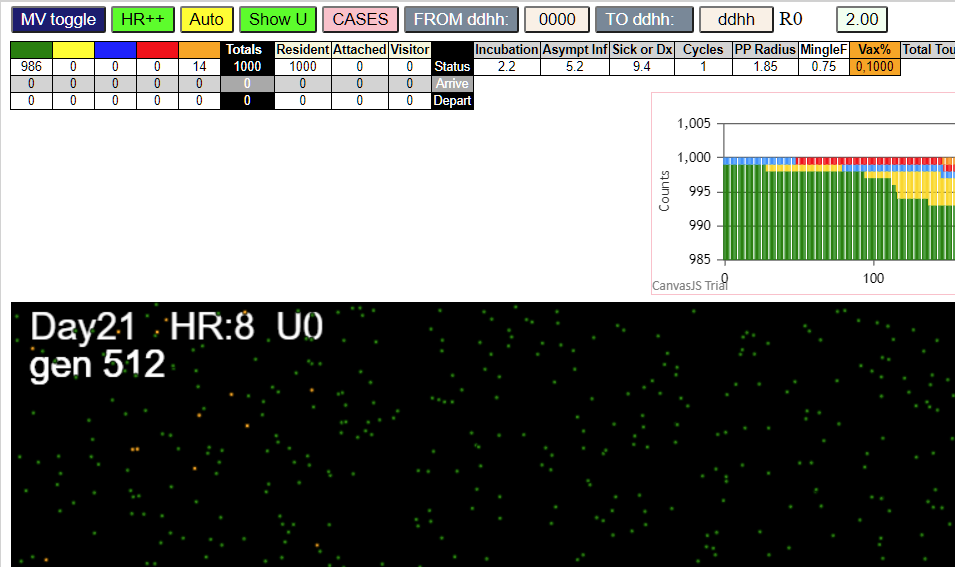 MV toggle HR++ Auto Show U CASES FROM ddhh: 0000 TO ddhh: ddhh R0 2.00
Totals Resident Attached Visitor Incubation Asympt Inf Sick or Dx Cycles PP Radius MingleF Vax% Total Tou
986 0 0 0 14 1000 1000 0 0 Status 2.2 5.2 9.4 1 1.85 0.75 0,1000
0 0 0 0 0 0 0 0 0 Arrive
0 0 0 0 0 0 0 0 0 Depart
1,005
1,000
995
990
985
Counts
0 100
CanvasJS Trial
Day21 HR:8 U0
gen 512